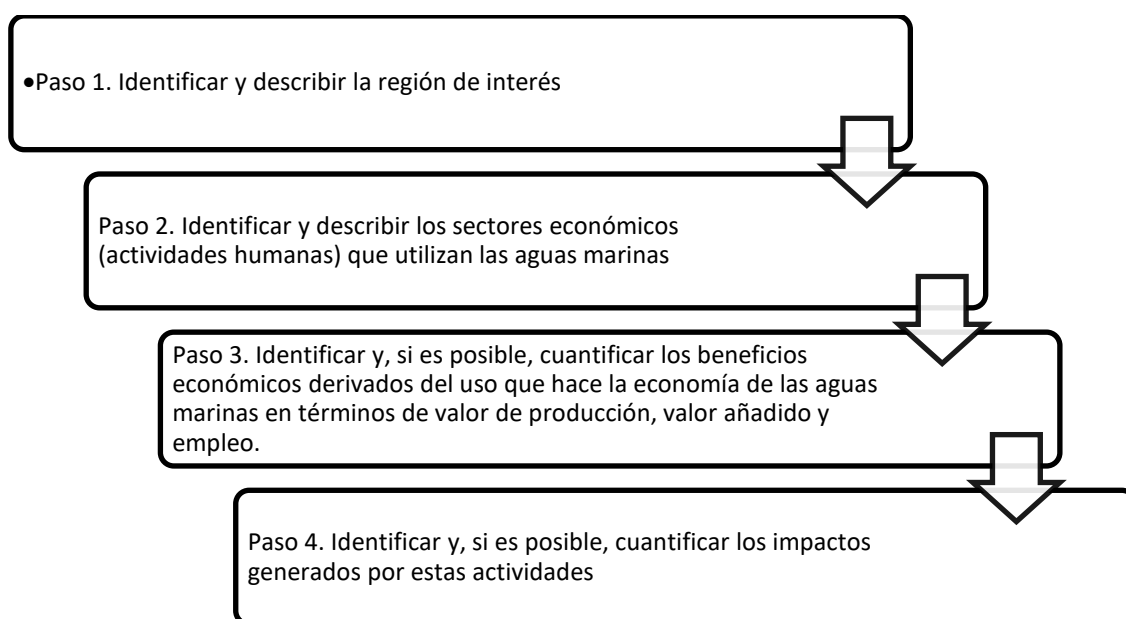 •Paso 1. Identificar y describir la región de interés
Paso 2. Identificar y describir los sectores económicos
(actividades humanas) que utilizan las aguas marinas
Paso 3. Identificar y, si es posible, cuantificar los beneficios
económicos derivados del uso que hace la economía de las aguas
marinas en términos de valor de producción, valor añadido y
empleo.
Paso 4. Identificar y, si es posible, cuantificar los impactos
generados por estas actividades